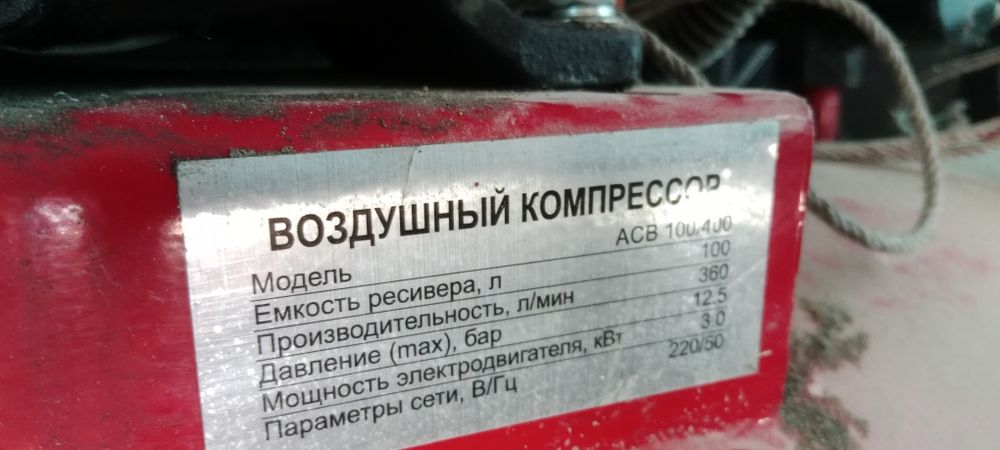 ВОЗДУШНЫЙ КОМПРЕССОР
Модель АСВ 100/400
Емкость ресивера, л 100
Производительность, л/мин 360
Давление (max), бар 12.5
Мощность электродвигателя, кВт 3.0
Параметры сети, В/Гц 220/50